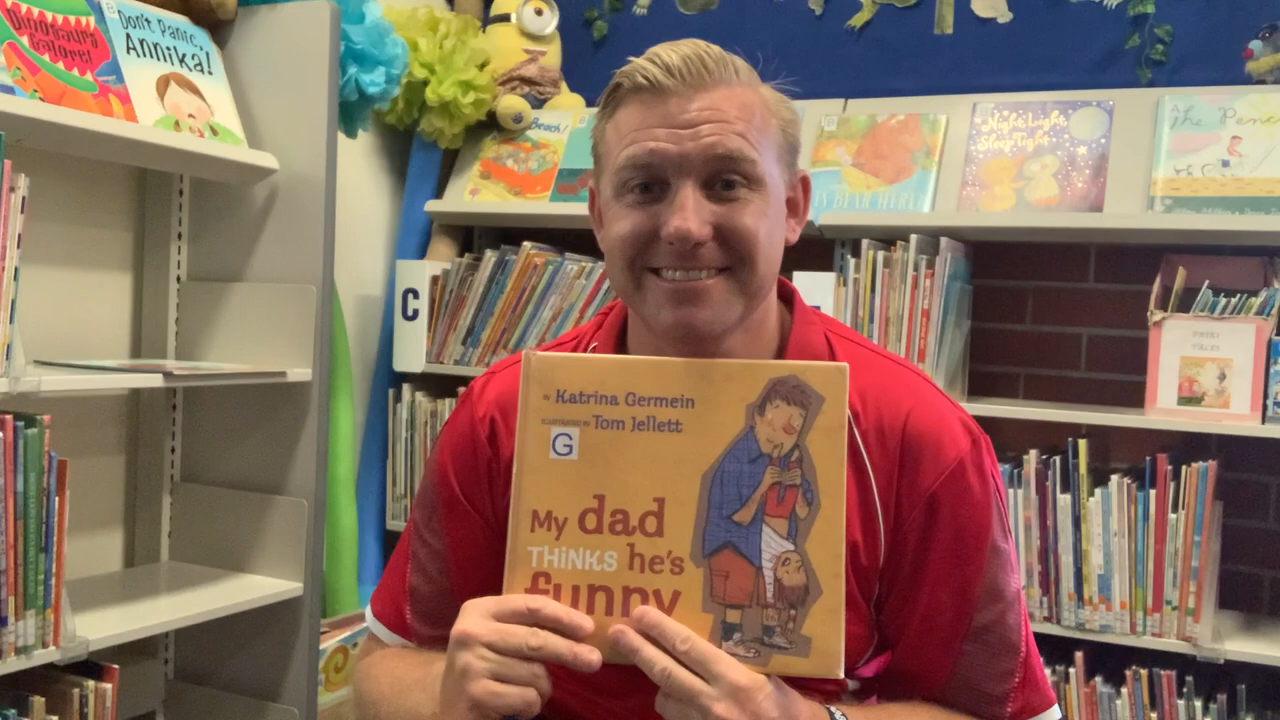 Dinosaurs
Galore!
B
Don't Panic,
Annika!
Beach!
B
B
Night Light,
Sleep Tight
The
C
FAIRY
TALES
BY Katrina Germein
ILLUSTRATED BY Tom Jellett
G
My dad
THINKS he's
funny